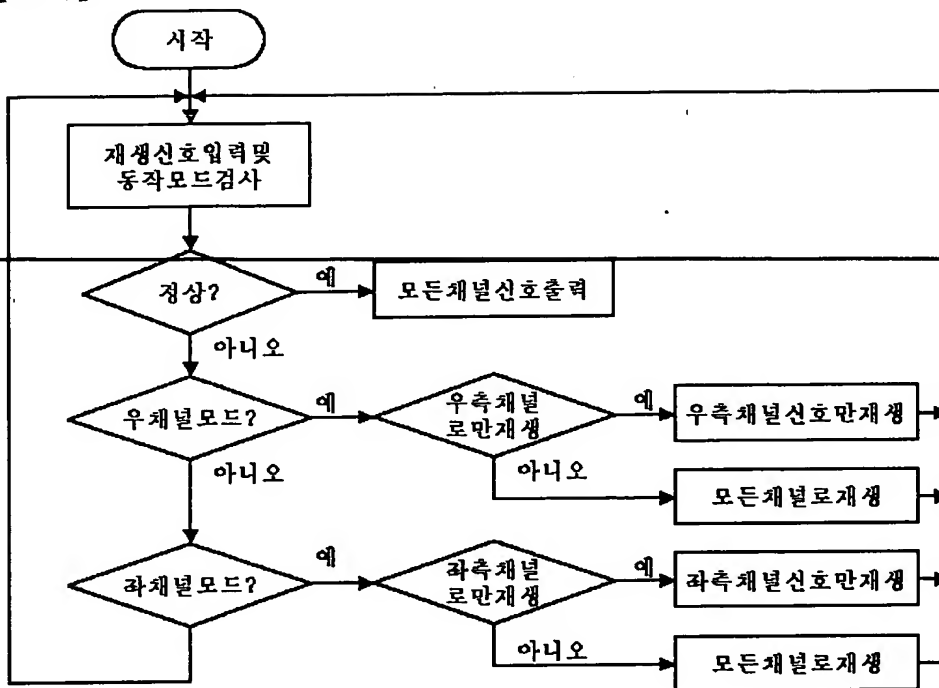 시작
재생신호입력및
동작모드검사
정상?
예
모든채널신호출력
아니오
우채널모드?
예
우측채널
로만재생
예
우측채널신호만재생
아니오
아니오
모든채널로재생
좌채널모드?
예
좌측채널
로만재생
예
좌측채널신호만재생
아니오
모든채널로재생